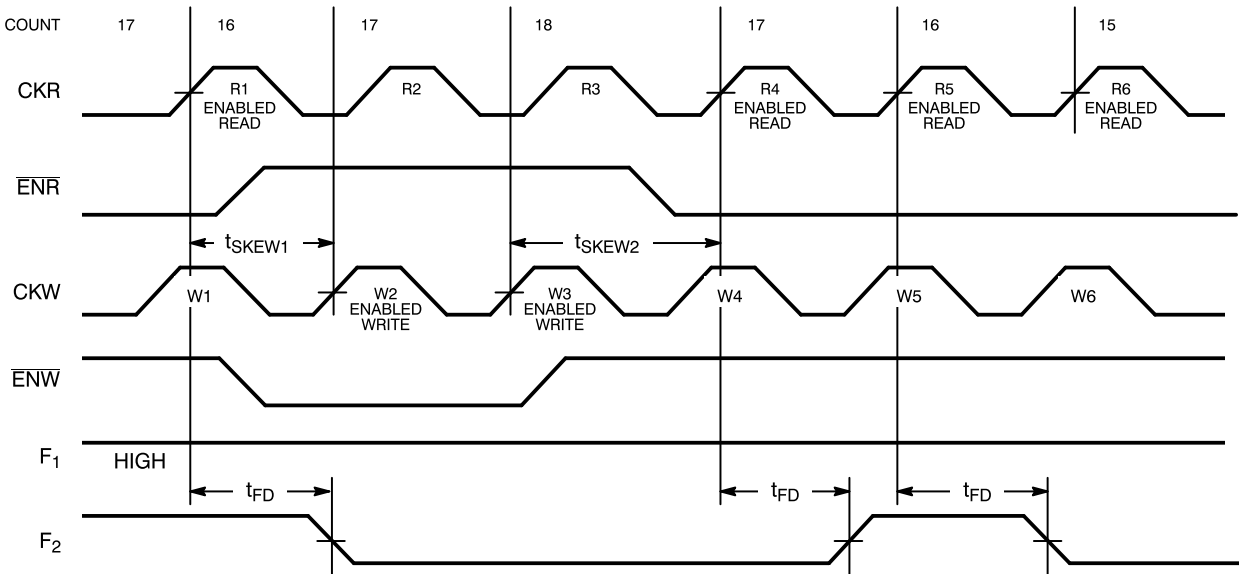 COUNT 17 16 17 18 17 16 15
CKR R1 R2 R3 R4 R5 R6
ENABLED ENABLED ENABLED ENABLED
READ READ READ READ
ENR
tSKEW1 tSKEW2
CKW W1 W2 W3 W4 W5 W6
ENABLED ENABLED
WRITE WRITE
ENW
F1 HIGH
tFD tFD tFD
F2